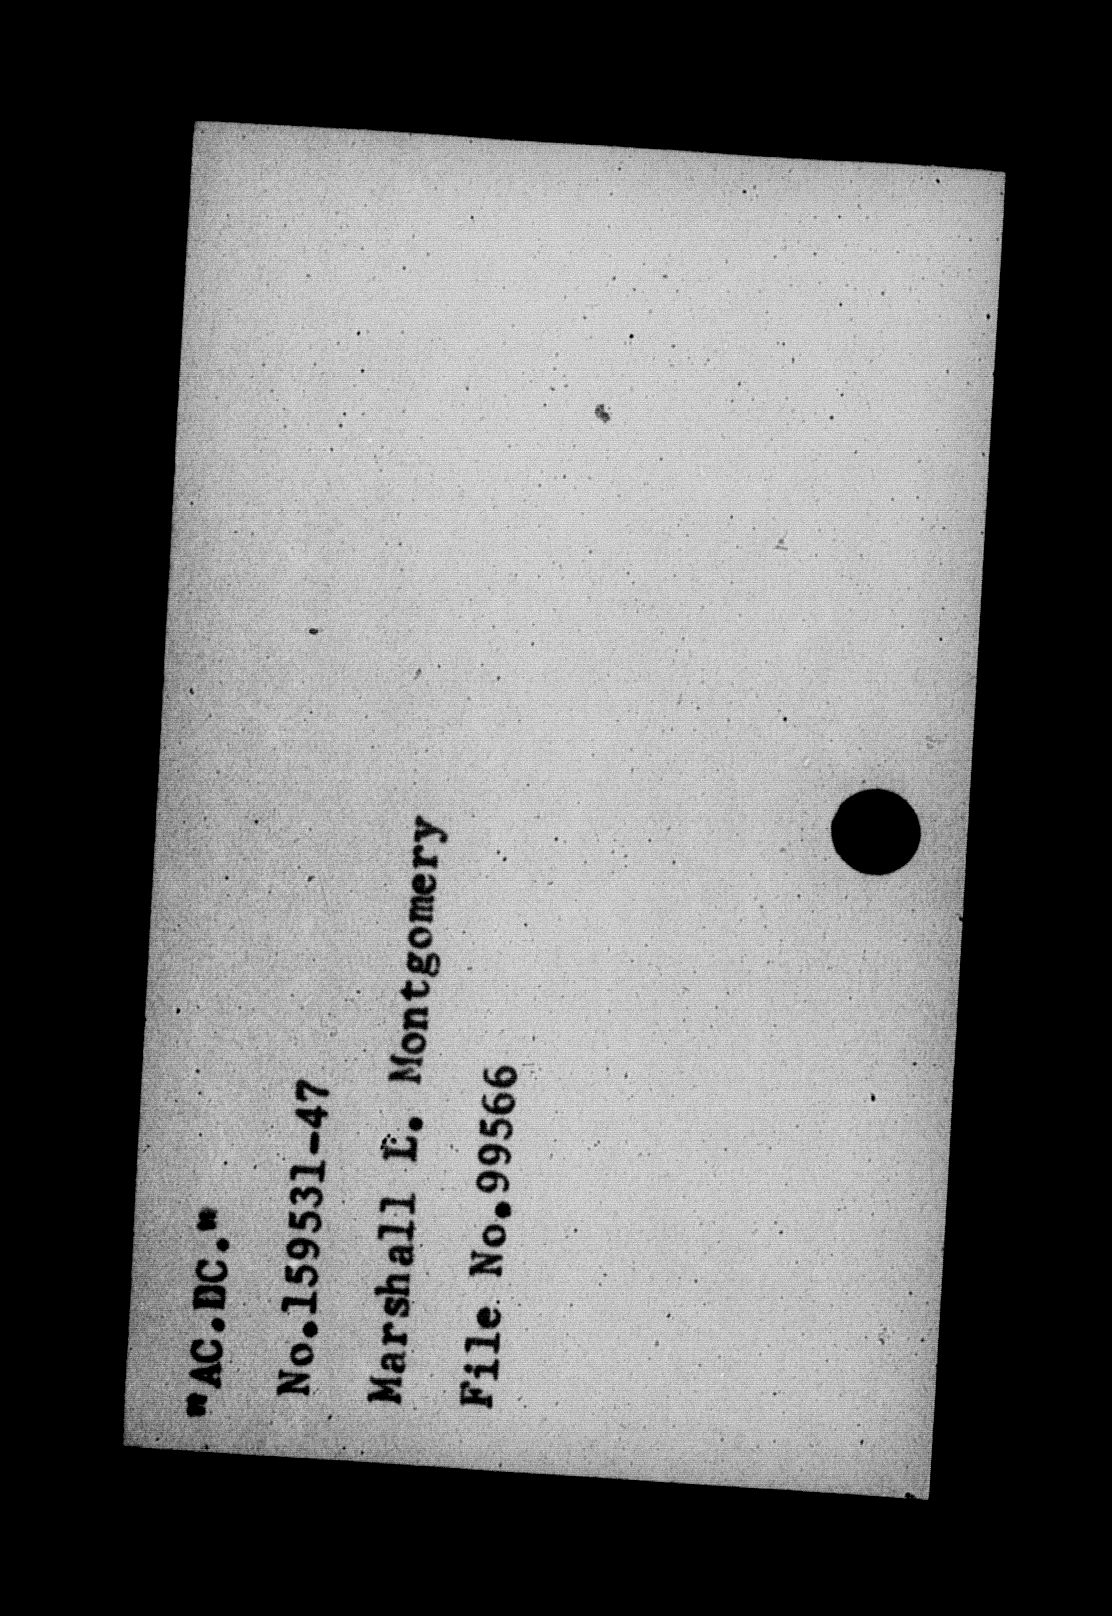 "AC.DC."
No.159531-47
Marshall L. Montgomery
File No.99566